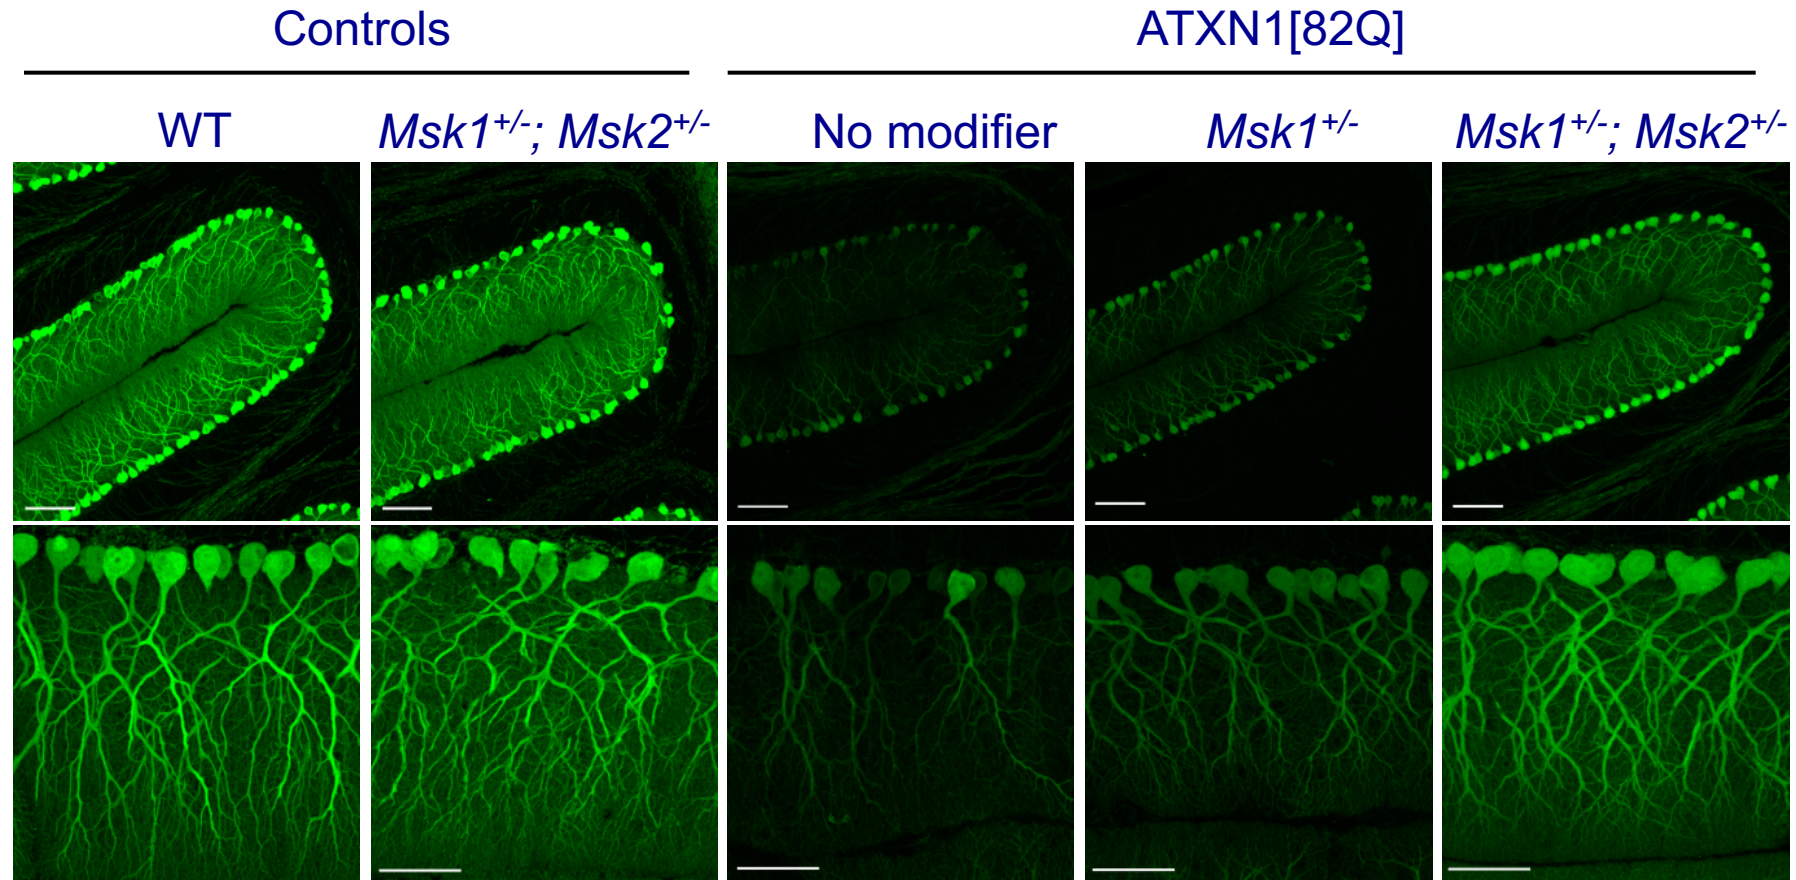 Controls ATXN1[82Q]
WT Msk1+/-; Msk2+/- No modifier Msk1+/- Msk1+/-; Msk2+/-